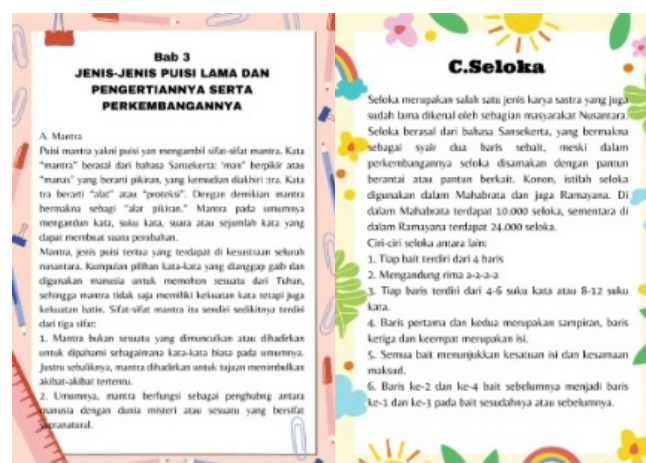 Bab 3
JENIS-JENIS PUISI LAMA DAN
PENGERTIANNYA SERTA
PERKEMBANGANNYA
A. Mantra
Puisi mantra yakni puisi yan mengambil sifat-sifat mantra. Kata
"mantra" berasal dari bahasa Sansekerta: 'man" berpikir atau
"manas" yang berarti pikiran, yang kemudian diakhiri :tra. Kata
tra berarti "alat" atau "proteksi". Dengan demikian mantra
bermakna sebagi "alat pikiran." Mantra pada umumnya
mengandun kata, suku kata, suara atau sejumlah kata yang
dapat membuat suatu perubahan.
Mantra, jenis puisi tertua yang terdapat di kesustraan seluruh
nusantara. Kumpulan pilihan kata-kata yang dianggap gaib dan
digunakan manusia untuk memohon sesuatu dari Tuhan,
sehingga mantra tidak saja memiliki kekuatan kata tetapi juga
kekuatan batin. Sifat-sifat mantra itu sendiri sedikitnya terdiri
dari tiga sifat:
1. Mantra bukan sesuatu yang dimunculkan atau dihadirkan
untuk dipahami sebagaimana kata-kata biasa pada umumnya.
Justru sebaliknya, mantra dihadirkan untuk tujuan menimbulkan
akibat-akibat tertentu.
2. Umumnya, mantra berfungsi sebagai penghubng antara
manusia dengan dunia misteri atau sesuatu yang bersifat
supranatural.
C.Seloka
Seloka merupakan salah satu jenis karya sastra yang juga
sudah lama dikenal oleh sebagian masyarakat Nusantara.
Seloka berasal dari bahasa Sansekerta, yang bermakna
sebagai syair dua baris sebait, meski dalam
perkembangannya seloka disamakan dengan pantun
berantai atau pantun berkait. Konon, istilah seloka
digunakan dalam Mahabrata dan juga Ramayana. Di
dalam Mahabrata terdapat 10.000 seloka, sementara di
dalam Ramayana terdapat 24.000 seloka.
Ciri-ciri seloka antara lain:
1. Tiap bait terdiri dari 4 baris
2. Mengandung rima a-a-a-a
3. Tiap baris terdiri dari 4-6 suku kata atau 8-12 suku
kata.
4. Baris pertama dan kedua merupakan sampiran, baris
ketiga dan keempat merupakan isi.
5. Semua bait menunjukkan kesatuan isi dan kesamaan
maksud.
6. Baris ke-2 dan ke-4 bait sebelumnya menjadi baris
ke-1 dan ke-3 pada bait sesudahnya atau sebelumnya.